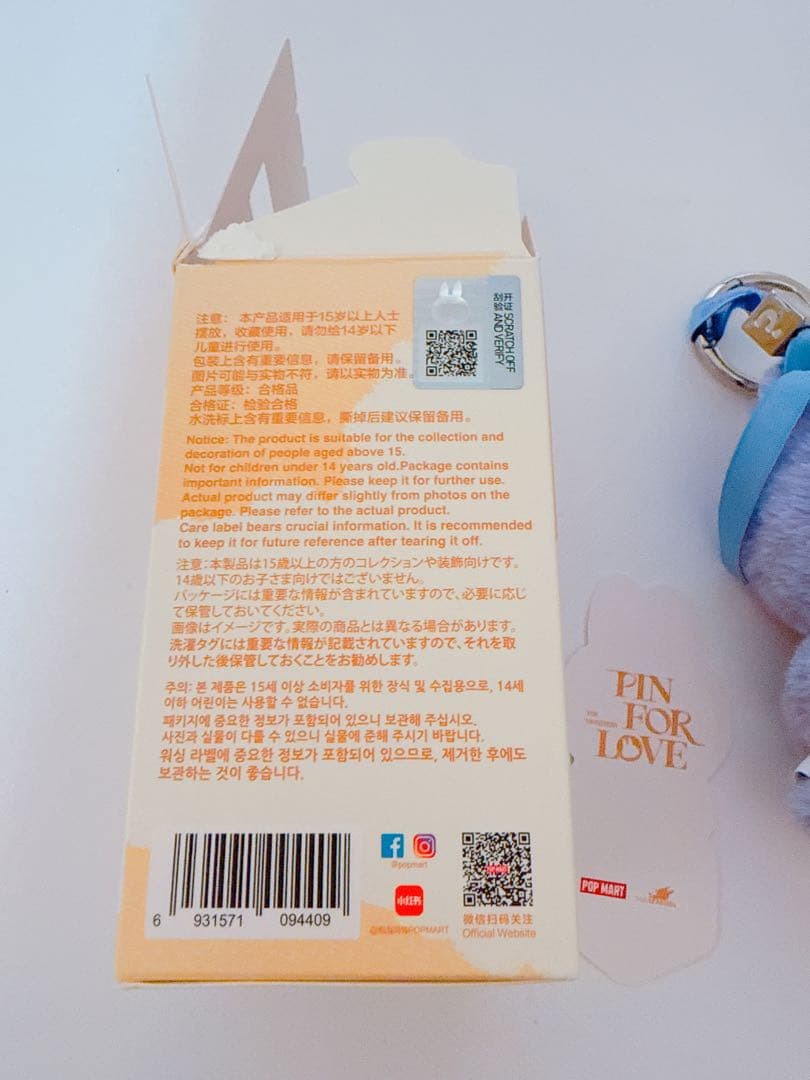 注意： 本产品适用于15岁以上人士
摆放，收藏使用，请勿给14岁以下
儿童进行使用。
包装上含有重要信息，请保留备用。
图片可能与实物不符，请以实物为准。
产品等级：合格品
合格证：检验合格
水洗标上含有重要信息，撕掉后建议保留备用。
SCRATCH OFF
AND VERIFY
Notice: The product is suitable for the collection and
decoration of people aged above 15.
Not for children under 14 years old.Package contains
important information. Please keep it for further use.
Actual product may differ slightly from photos on the
package. Please refer to the actual product.
Care label bears crucial information. It is recommended
to keep it for future reference after tearing it off.
注意：本製品は15歳以上の方のコレクションや装飾向けです。
14歳以下のお子さま向けではございません。
パッケージには重要な情報が含まれていますので、必要に応じ
て保管しておいてください。
画像はイメージです。実際の商品とは異なる場合があります。
洗濯タグには重要な情報が記載されていますので、それを取
り外した後保管しておくことをお勧めします。
주의: 본 제품은 15세 이상 소비자를 위한 장식 및 수집용으로, 14세
이하 어린이는 사용할 수 없습니다.
패키지에 중요한 정보가 포함되어 있으니 보관해 주십시오.
사진과 실물이 다를 수 있으니 실물에 준해 주시기 바랍니다.
워싱 라벨에 중요한 정보가 포함되어 있으므로, 제거한 후에도
보관하는 것이 좋습니다.
6 931571 094409
@popmart
小红书
POPMART
POP MART
微信扫码关注
Official Website
PIN
FOR
LOVE
POP MART